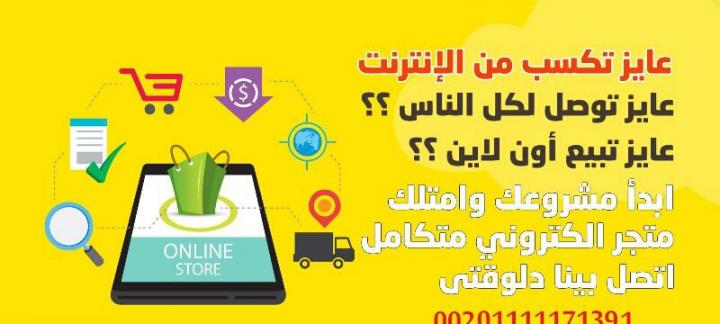 عايز تكسب من الإنترنت
عايز توصل لكل الناس ؟؟
عايز تبيع أون لاين ؟؟
ابدأ مشروعك وامتلك
متجر الكتروني متكامل
اتصل بينا دلوقتى
00201111171391
ONLINE
STORE